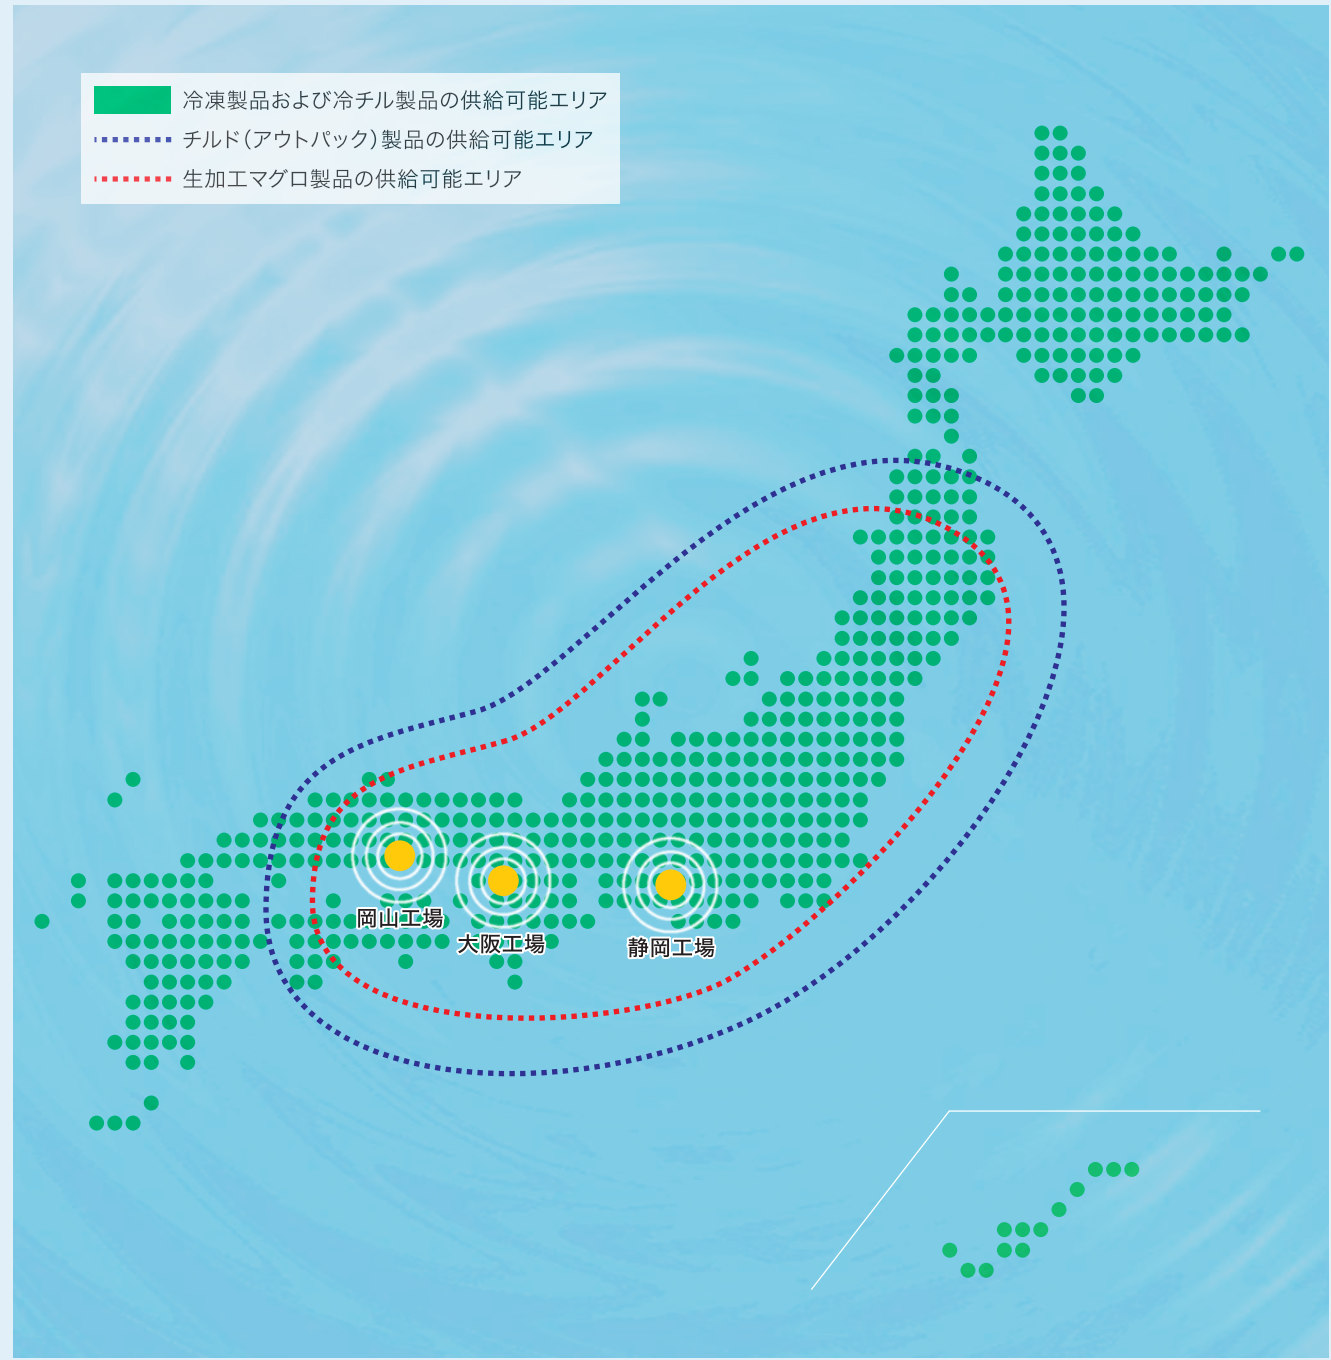 冷凍製品および冷チル製品の供給可能エリア
チルド（アウトパック）製品の供給可能エリア
生加工マグロ製品の供給可能エリア
岡山工場
大阪工場
静岡工場